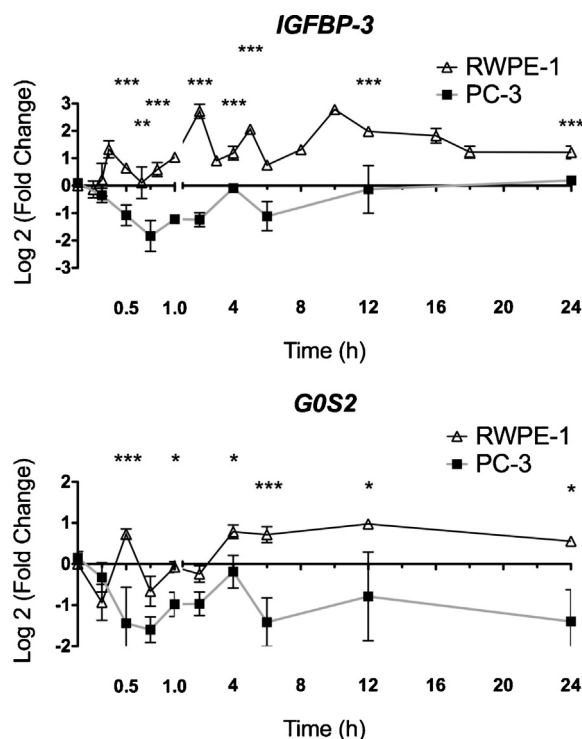 IGFBP-3
***
*** *** *** *** ***
** ***
RWPE-1
PC-3
Log 2 (Fold Change)
3
2
1
0
-1
-2
-3
0.5 1.0 4 8 12 16 20 24
Time (h)
G0S2
RWPE-1
PC-3
*** * * *** * *
Log 2 (Fold Change)
2
1
0
-1
-2
0.5 1.0 4 8 12 16 20 24
Time (h)